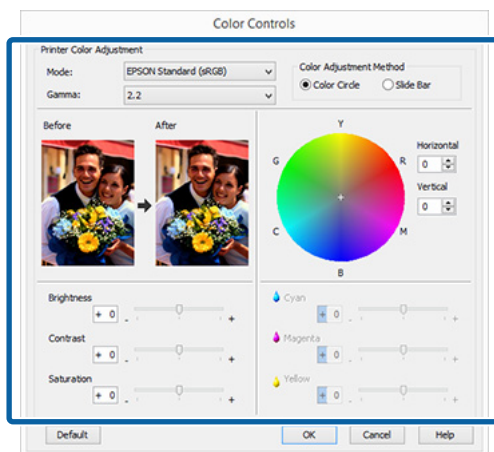 Color Controls
Printer Color Adjustment
Mode: EPSON Standard (sRGB)
Gamma: 2.2
Color Adjustment Method
Color Circle Slide Bar
Before After
Y
G R
C M
B
Horizontal
0
Vertical
0
Brightness
+ 0 - +
Contrast
+ 0 - +
Saturation
+ 0 - +
Cyan
+ 0 - +
Magenta
+ 0 - +
Yellow
+ 0 - +
Default OK Cancel Help